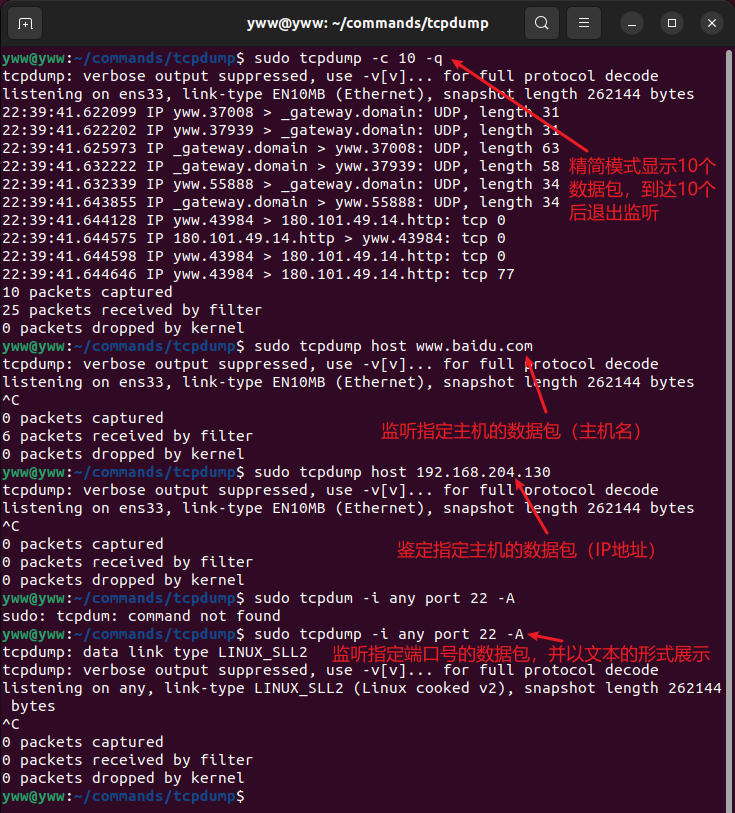 yww@yww: ~/commands/tcpdump
yww@yww:~/commands/tcpdump$ sudo tcpdump -c 10 -q
tcpdump: verbose output suppressed, use -v[v]... for full protocol decode
listening on ens33, link-type EN10MB (Ethernet), snapshot length 262144 bytes
22:39:41.622099 IP yww.37008 > _gateway.domain: UDP, length 31
22:39:41.622202 IP yww.37939 > _gateway.domain: UDP, length 31
22:39:41.625973 IP _gateway.domain > yww.37008: UDP, length 63
22:39:41.632222 IP _gateway.domain > yww.37939: UDP, length 58
22:39:41.632339 IP yww.55888 > _gateway.domain: UDP, length 34
22:39:41.643855 IP _gateway.domain > yww.55888: UDP, length 34
精简模式显示10个
数据包，到达10个
后退出监听
22:39:41.644128 IP yww.43984 > 180.101.49.14.http: tcp 0
22:39:41.644575 IP 180.101.49.14.http > yww.43984: tcp 0
22:39:41.644598 IP yww.43984 > 180.101.49.14.http: tcp 0
22:39:41.644646 IP yww.43984 > 180.101.49.14.http: tcp 77
10 packets captured
25 packets received by filter
0 packets dropped by kernel
yww@yww:~/commands/tcpdump$ sudo tcpdump host www.baidu.com
tcpdump: verbose output suppressed, use -v[v]... for full protocol decode
listening on ens33, link-type EN10MB (Ethernet), snapshot length 262144 bytes
^C
0 packets captured
6 packets received by filter
监听指定主机的数据包（主机名）
0 packets dropped by kernel
yww@yww:~/commands/tcpdump$ sudo tcpdump host 192.168.204.130
tcpdump: verbose output suppressed, use -v[v]... for full protocol decode
listening on ens33, link-type EN10MB (Ethernet), snapshot length 262144 bytes
^C
0 packets captured
鉴定指定主机的数据包（IP地址）
0 packets received by filter
0 packets dropped by kernel
yww@yww:~/commands/tcpdump$ sudo tcpdum -i any port 22 -A
sudo: tcpdum: command not found
yww@yww:~/commands/tcpdump$ sudo tcpdump -i any port 22 -A
tcpdump: data link type LINUX_SLL2
监听指定端口号的数据包，并以文本的形式展示
tcpdump: verbose output suppressed, use -v[v]... for full protocol decode
listening on any, link-type LINUX_SLL2 (Linux cooked v2), snapshot length 262144
bytes
^C
0 packets captured
0 packets received by filter
0 packets dropped by kernel
yww@yww:~/commands/tcpdump$